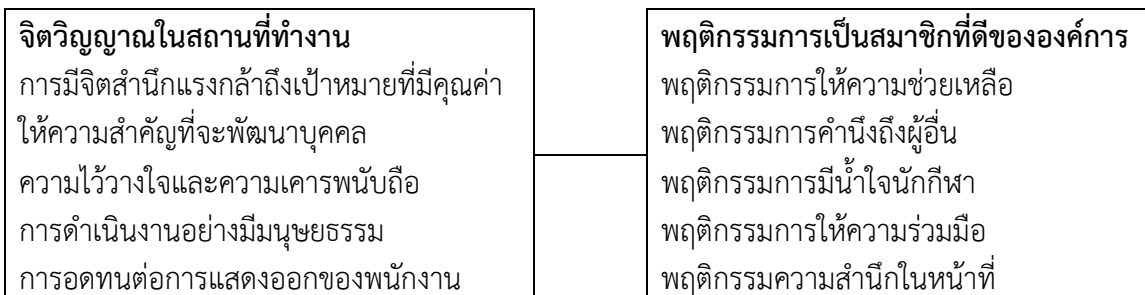 จิตวิญญาณในสถานที่ทำงาน
การมีจิตสำนึกแรงกล้าถึงเป้าหมายที่มีคุณค่า
ให้ความสำคัญที่จะพัฒนาบุคคล
ความไว้วางใจและความเคารพนับถือ
การดำเนินงานอย่างมีมนุษยธรรม
การอดทนต่อการแสดงออกของพนักงาน
พฤติกรรมการเป็นสมาชิกที่ดีขององค์การ
พฤติกรรมการให้ความช่วยเหลือ
พฤติกรรมการคำนึงถึงผู้อื่น
พฤติกรรมการมีน้ำใจนักกีฬา
พฤติกรรมการให้ความร่วมมือ
พฤติกรรมความสำนึกในหน้าที่